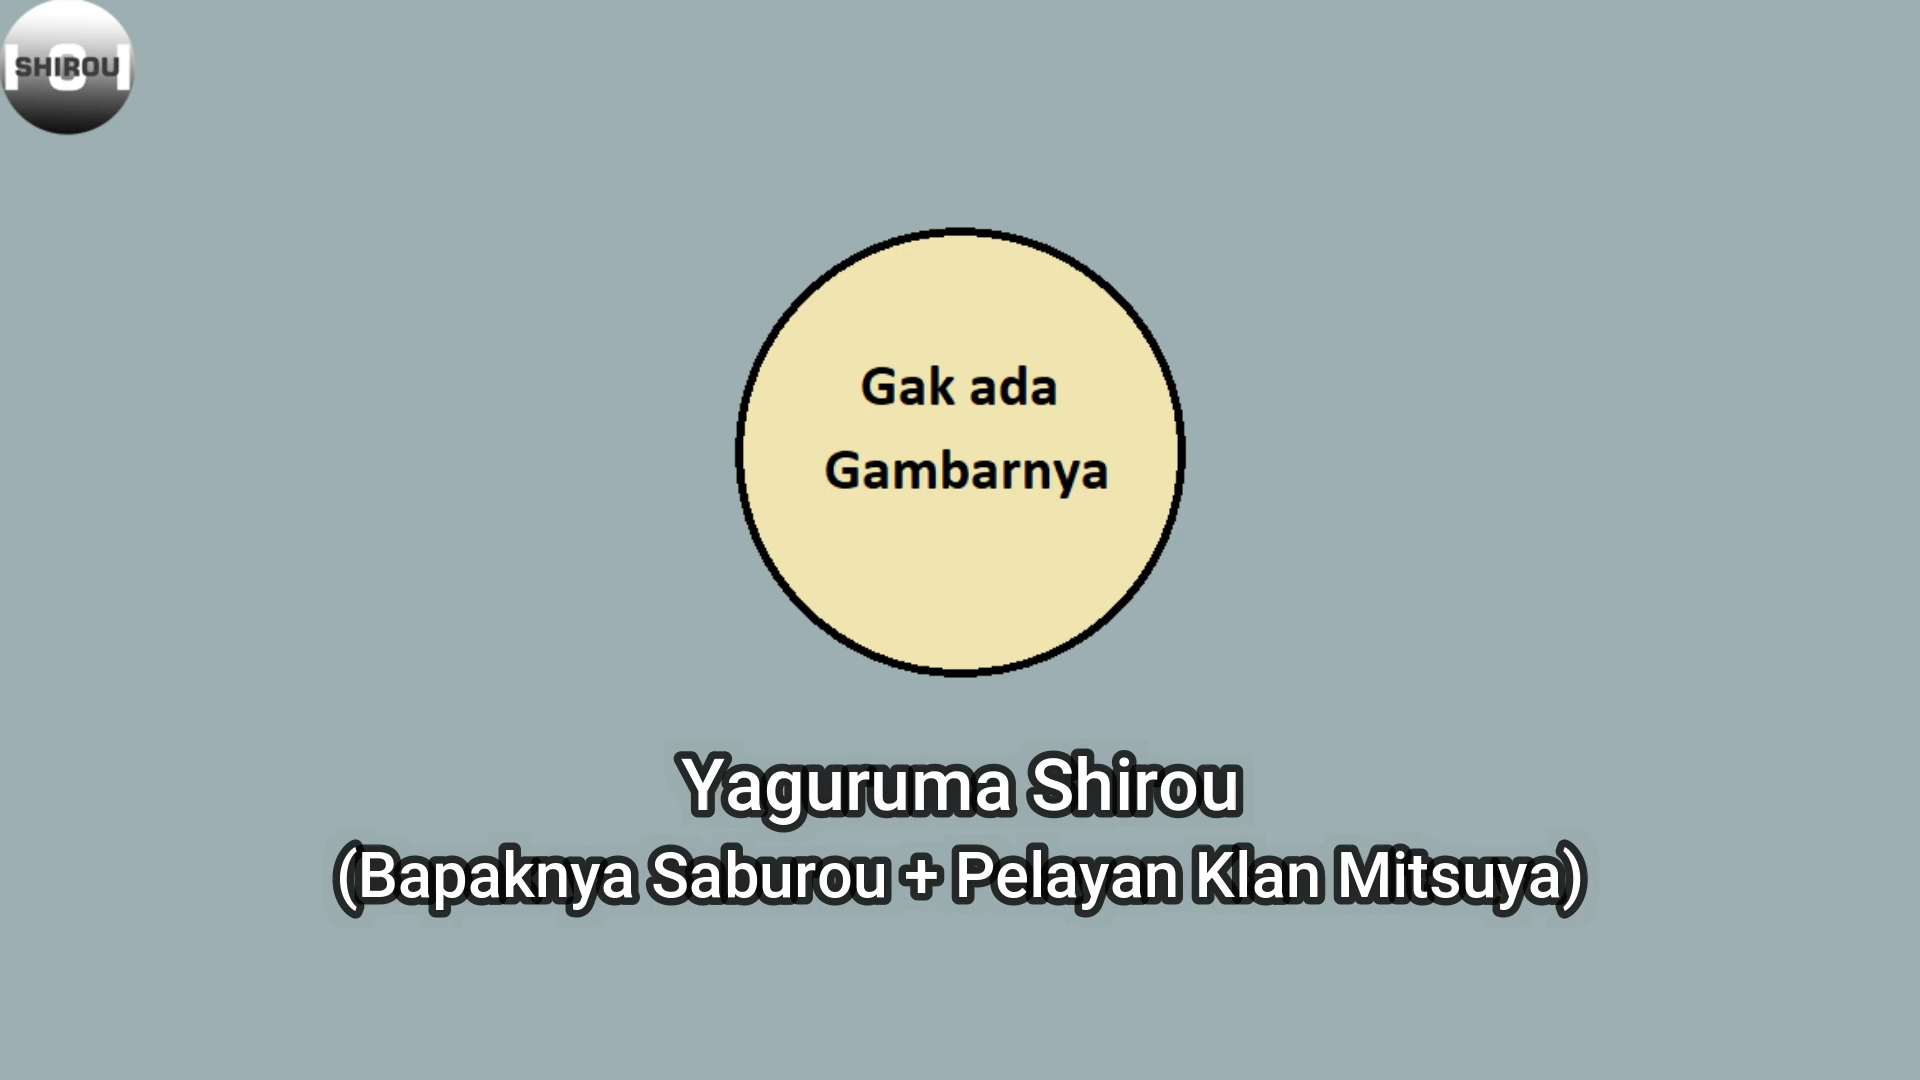 SHIROU
Gak ada
Gambarnya
Yaguruma Shirou
(Bapaknya Saburou + Pelayan Klan Mitsuya)